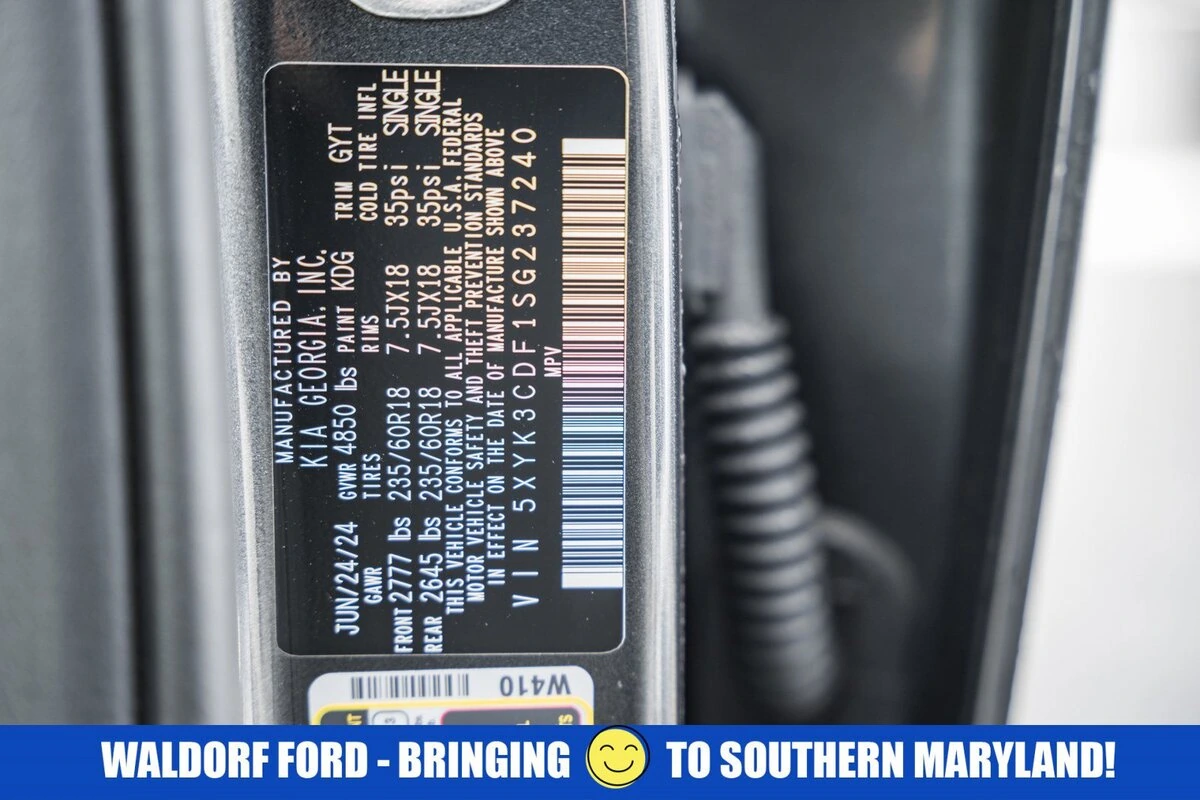 MANUFACTURED BY
KIA GEORGIA, INC.
JUN/24/24 GVWR 4850 lbs PAINT KDG TRIM GYT
GAWR TIRES RIMS COLD TIRE INFL
FRONT 2777 lbs 235/60R18 7.5JX18 35psi SINGLE
REAR 2645 lbs 235/60R18 7.5JX18 35psi SINGLE
THIS VEHICLE CONFORMS TO ALL APPLICABLE U.S.A. FEDERAL
MOTOR VEHICLE SAFETY AND THEFT PREVENTION STANDARDS
IN EFFECT ON THE DATE OF MANUFACTURE SHOWN ABOVE
VIN 5XYK3CDF1SG237240
MPV
W410
WALDORF FORD - BRINGING TO SOUTHERN MARYLAND!